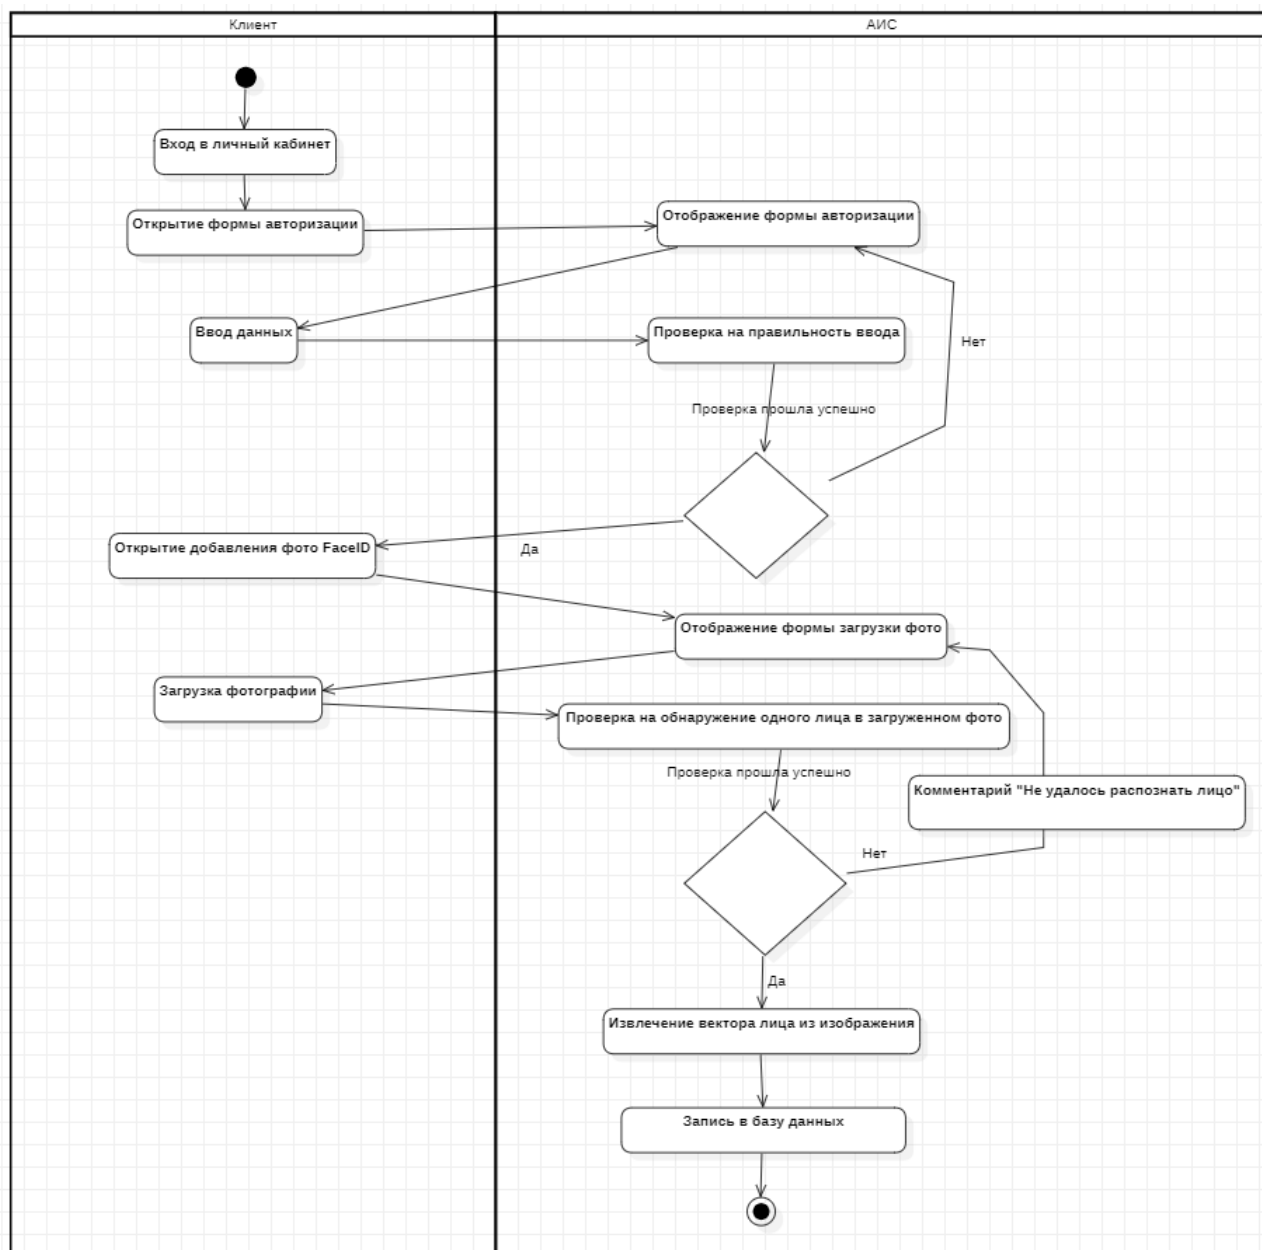 Клиент
АИС
Вход в личный кабинет
Открытие формы авторизации
Отображение формы авторизации
Ввод данных
Проверка на правильность ввода
Нет
Проверка прошла успешно
Да
Открытие добавления фото FaceID
Отображение формы загрузки фото
Загрузка фотографии
Проверка на обнаружение одного лица в загруженном фото
Проверка прошла успешно
Комментарий "Не удалось распознать лицо"
Нет
Да
Извлечение вектора лица из изображения
Запись в базу данных